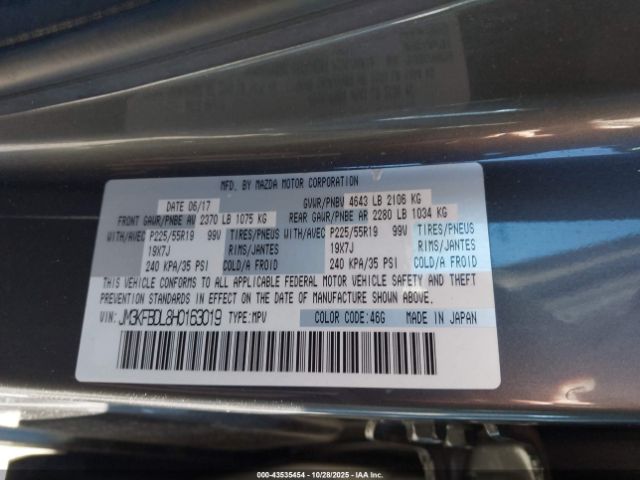 MFD. BY MAZDA MOTOR CORPORATION
DATE 06/17 GVWR/PNBV 4643 LB 2106 KG
FRONT GAWR/PNBE AV 2370 LB 1075 KG REAR GAWR/PNBE AR 2280 LB 1034 KG
WITH/AVEC P225/55R19 99V TIRES/PNEUS WITH/AVEC P225/55R19 99V TIRES/PNEUS
19X7J RIMS/JANTES 19X7J RIMS/JANTES
240 KPA/35 PSI COLD/A FROID 240 KPA/35 PSI COLD/A FROID
THIS VEHICLE CONFORMS TO ALL APPLICABLE FEDERAL MOTOR VEHICLE SAFETY AND THEFT
PREVENTION STANDARDS IN EFFECT ON THE DATE OF MANUFACTURE SHOWN ABOVE.
VIN: JM3KFBDL8H0163019 TYPE:MPV COLOR CODE:46G MADE IN JAPAN
000-43535454 | 10/28/2025 - IAA Inc.